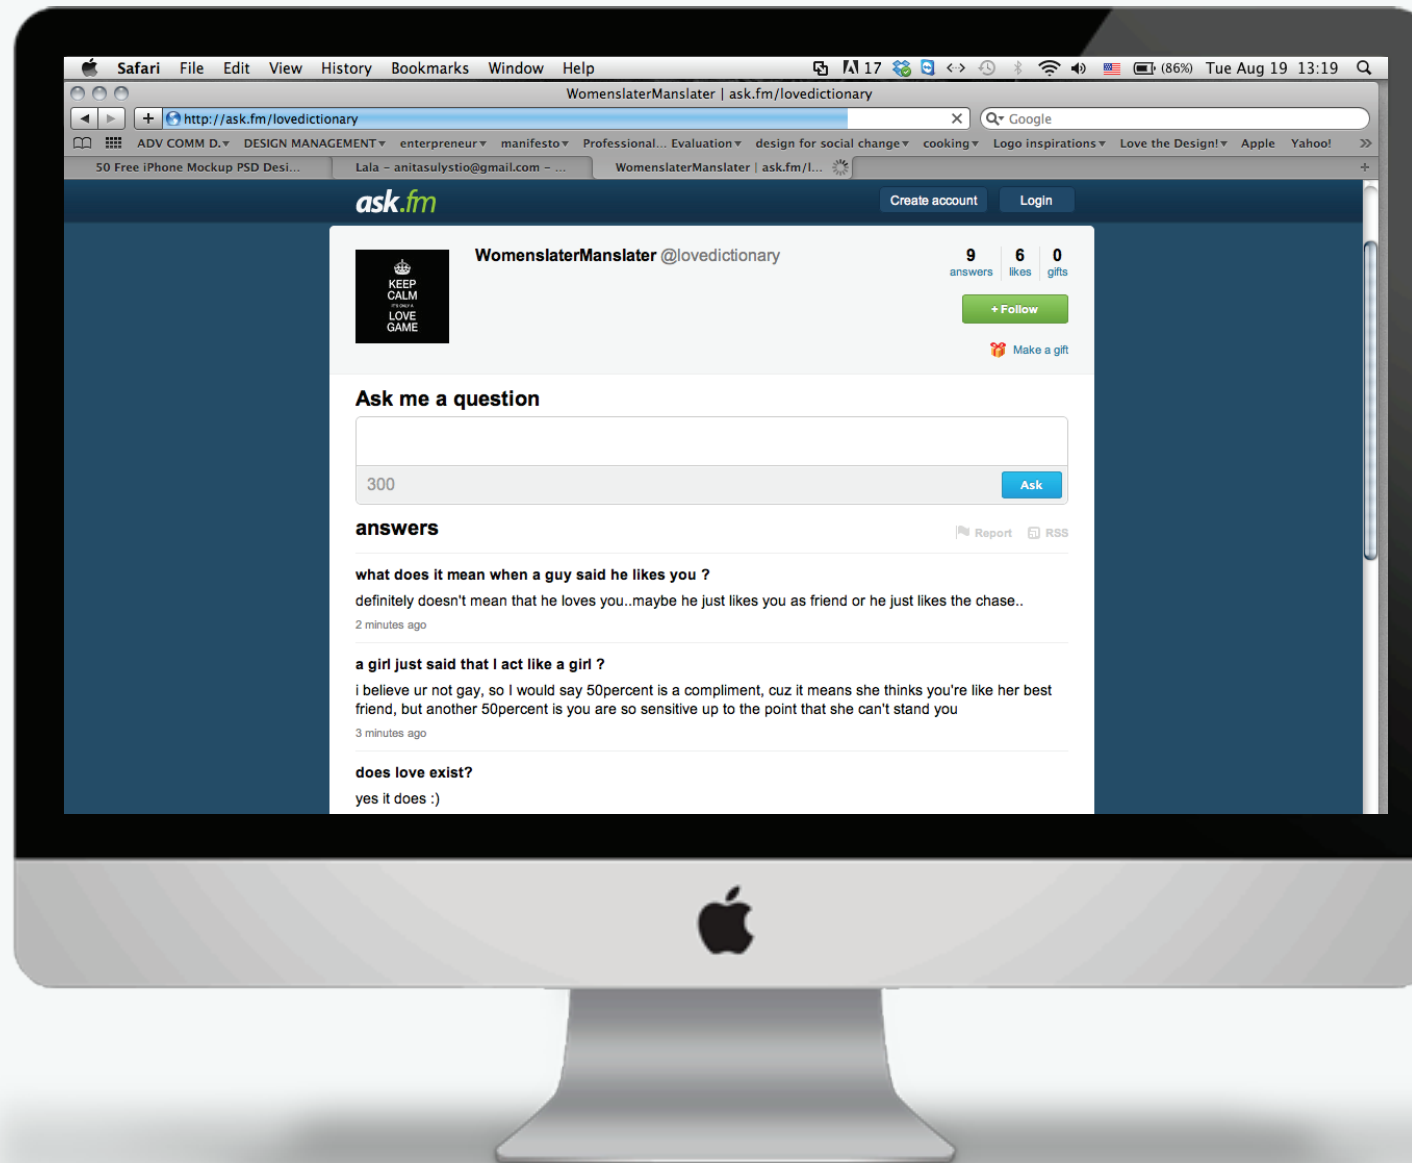 Safari File Edit View History Bookmarks Window Help 17 (86%) Tue Aug 19 13:19
WomenslaterManslater | ask.fm/lovedictionary
http://ask.fm/lovedictionary Google
ADV COMM D. DESIGN MANAGEMENT enterpreneur manifesto Professional... Evaluation design for social change cooking Logo inspirations Love the Design! Apple Yahoo! >>
50 Free iPhone Mockup PSD Desi... Lala – anitasulystio@gmail.com – ... WomenslaterManslater | ask.fm/l... +
ask.fm Create account Login
WomenslaterManslater @lovedictionary
9 6 0
answers likes gifts
KEEP
CALM
IT'S ONLY A
LOVE
GAME
+ Follow
Make a gift
Ask me a question
300 Ask
answers Report RSS
what does it mean when a guy said he likes you ?
definitely doesn't mean that he loves you..maybe he just likes you as friend or he just likes the chase..
2 minutes ago
a girl just said that I act like a girl ?
i believe ur not gay, so I would say 50percent is a compliment, cuz it means she thinks you're like her best
friend, but another 50percent is you are so sensitive up to the point that she can't stand you
3 minutes ago
does love exist?
yes it does :)